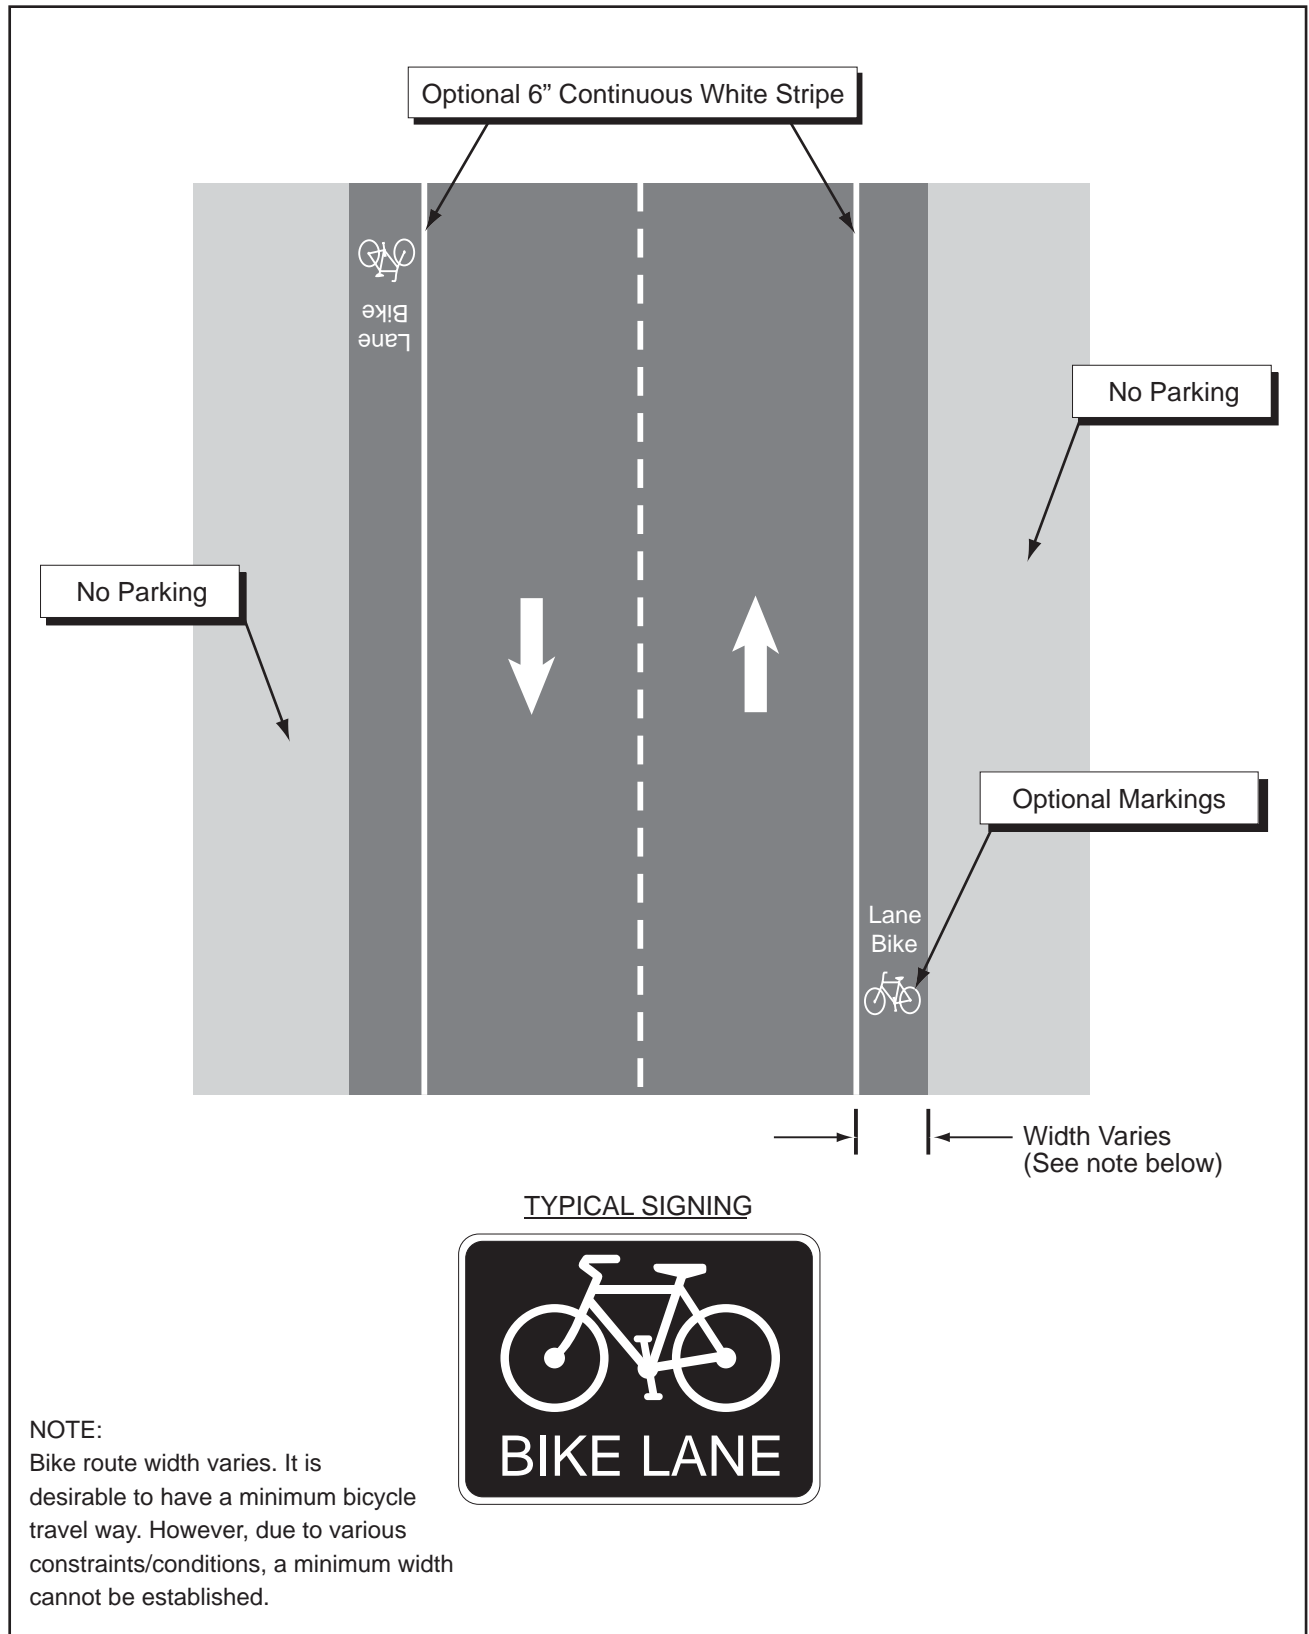 Optional 6” Continuous White Stripe
Bike
Lane
No Parking
No Parking
Optional Markings
Lane
Bike
Width Varies
(See note below)
TYPICAL SIGNING
BIKE LANE
NOTE:
Bike route width varies. It is
desirable to have a minimum bicycle
travel way. However, due to various
constraints/conditions, a minimum width
cannot be established.